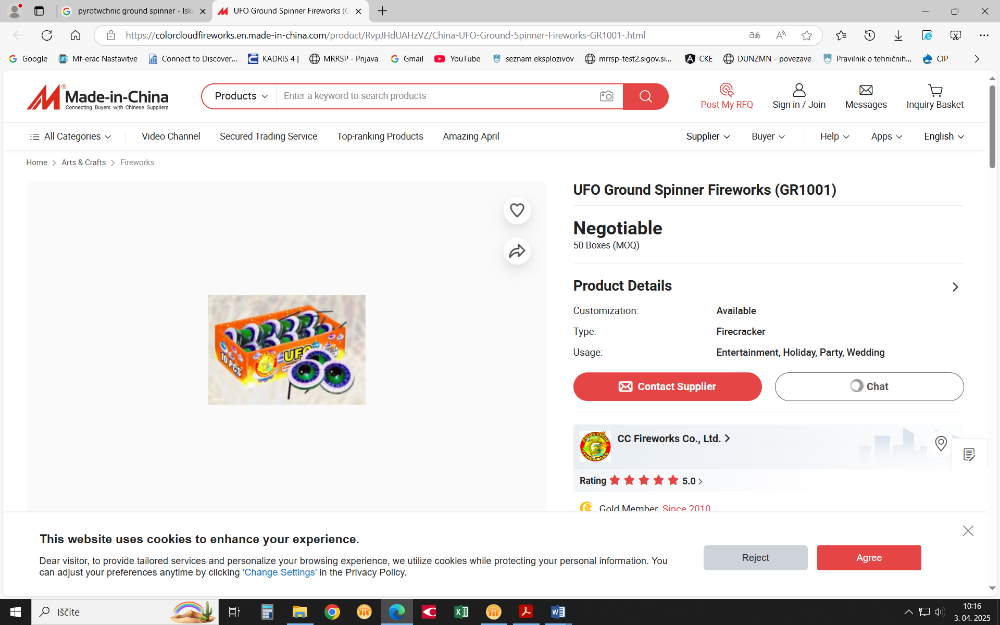 pyrotwchnic ground spinner - Iska
UFO Ground Spinner Fireworks (G
https://colorcloudfireworks.en.made-in-china.com/product/RvpJHdUAHzVZ/China-UFO-Ground-Spinner-Fireworks-GR1001-.html
Google
Mf-erac Nastavitve
Connect to Discover...
KADRIS 4 |
MRRSP - Prijava
Gmail
YouTube
seznam eksplozivov
mrrsp-test2.sigov.si...
CKE
DUNZMN - povezave
Pravilnik o tehničnih...
CIP
Made-in-China
Connecting Buyers with Chinese Suppliers
Products
Enter a keyword to search products
Post My RFQ
Sign in / Join
Messages
Inquiry Basket
All Categories
Video Channel
Secured Trading Service
Top-ranking Products
Amazing April
Supplier
Buyer
Help
Apps
English
Home > Arts & Crafts > Fireworks
UFO Ground Spinner Fireworks (GR1001)
Negotiable
50 Boxes (MOQ)
Product Details
Customization: Available
Type: Firecracker
Usage: Entertainment, Holiday, Party, Wedding
Contact Supplier
Chat
10 PCS
UFO
COLOR CLOUD
FIREWORKS
CC Fireworks Co., Ltd.
Rating 5.0
Gold Member Since 2010
This website uses cookies to enhance your experience.
Dear visitor, to provide tailored services and personalize your browsing experience, we utilize cookies while protecting your personal information. You
can adjust your preferences anytime by clicking 'Change Settings' in the Privacy Policy.
Reject
Agree
Iščite
10:16
3. 04. 2025